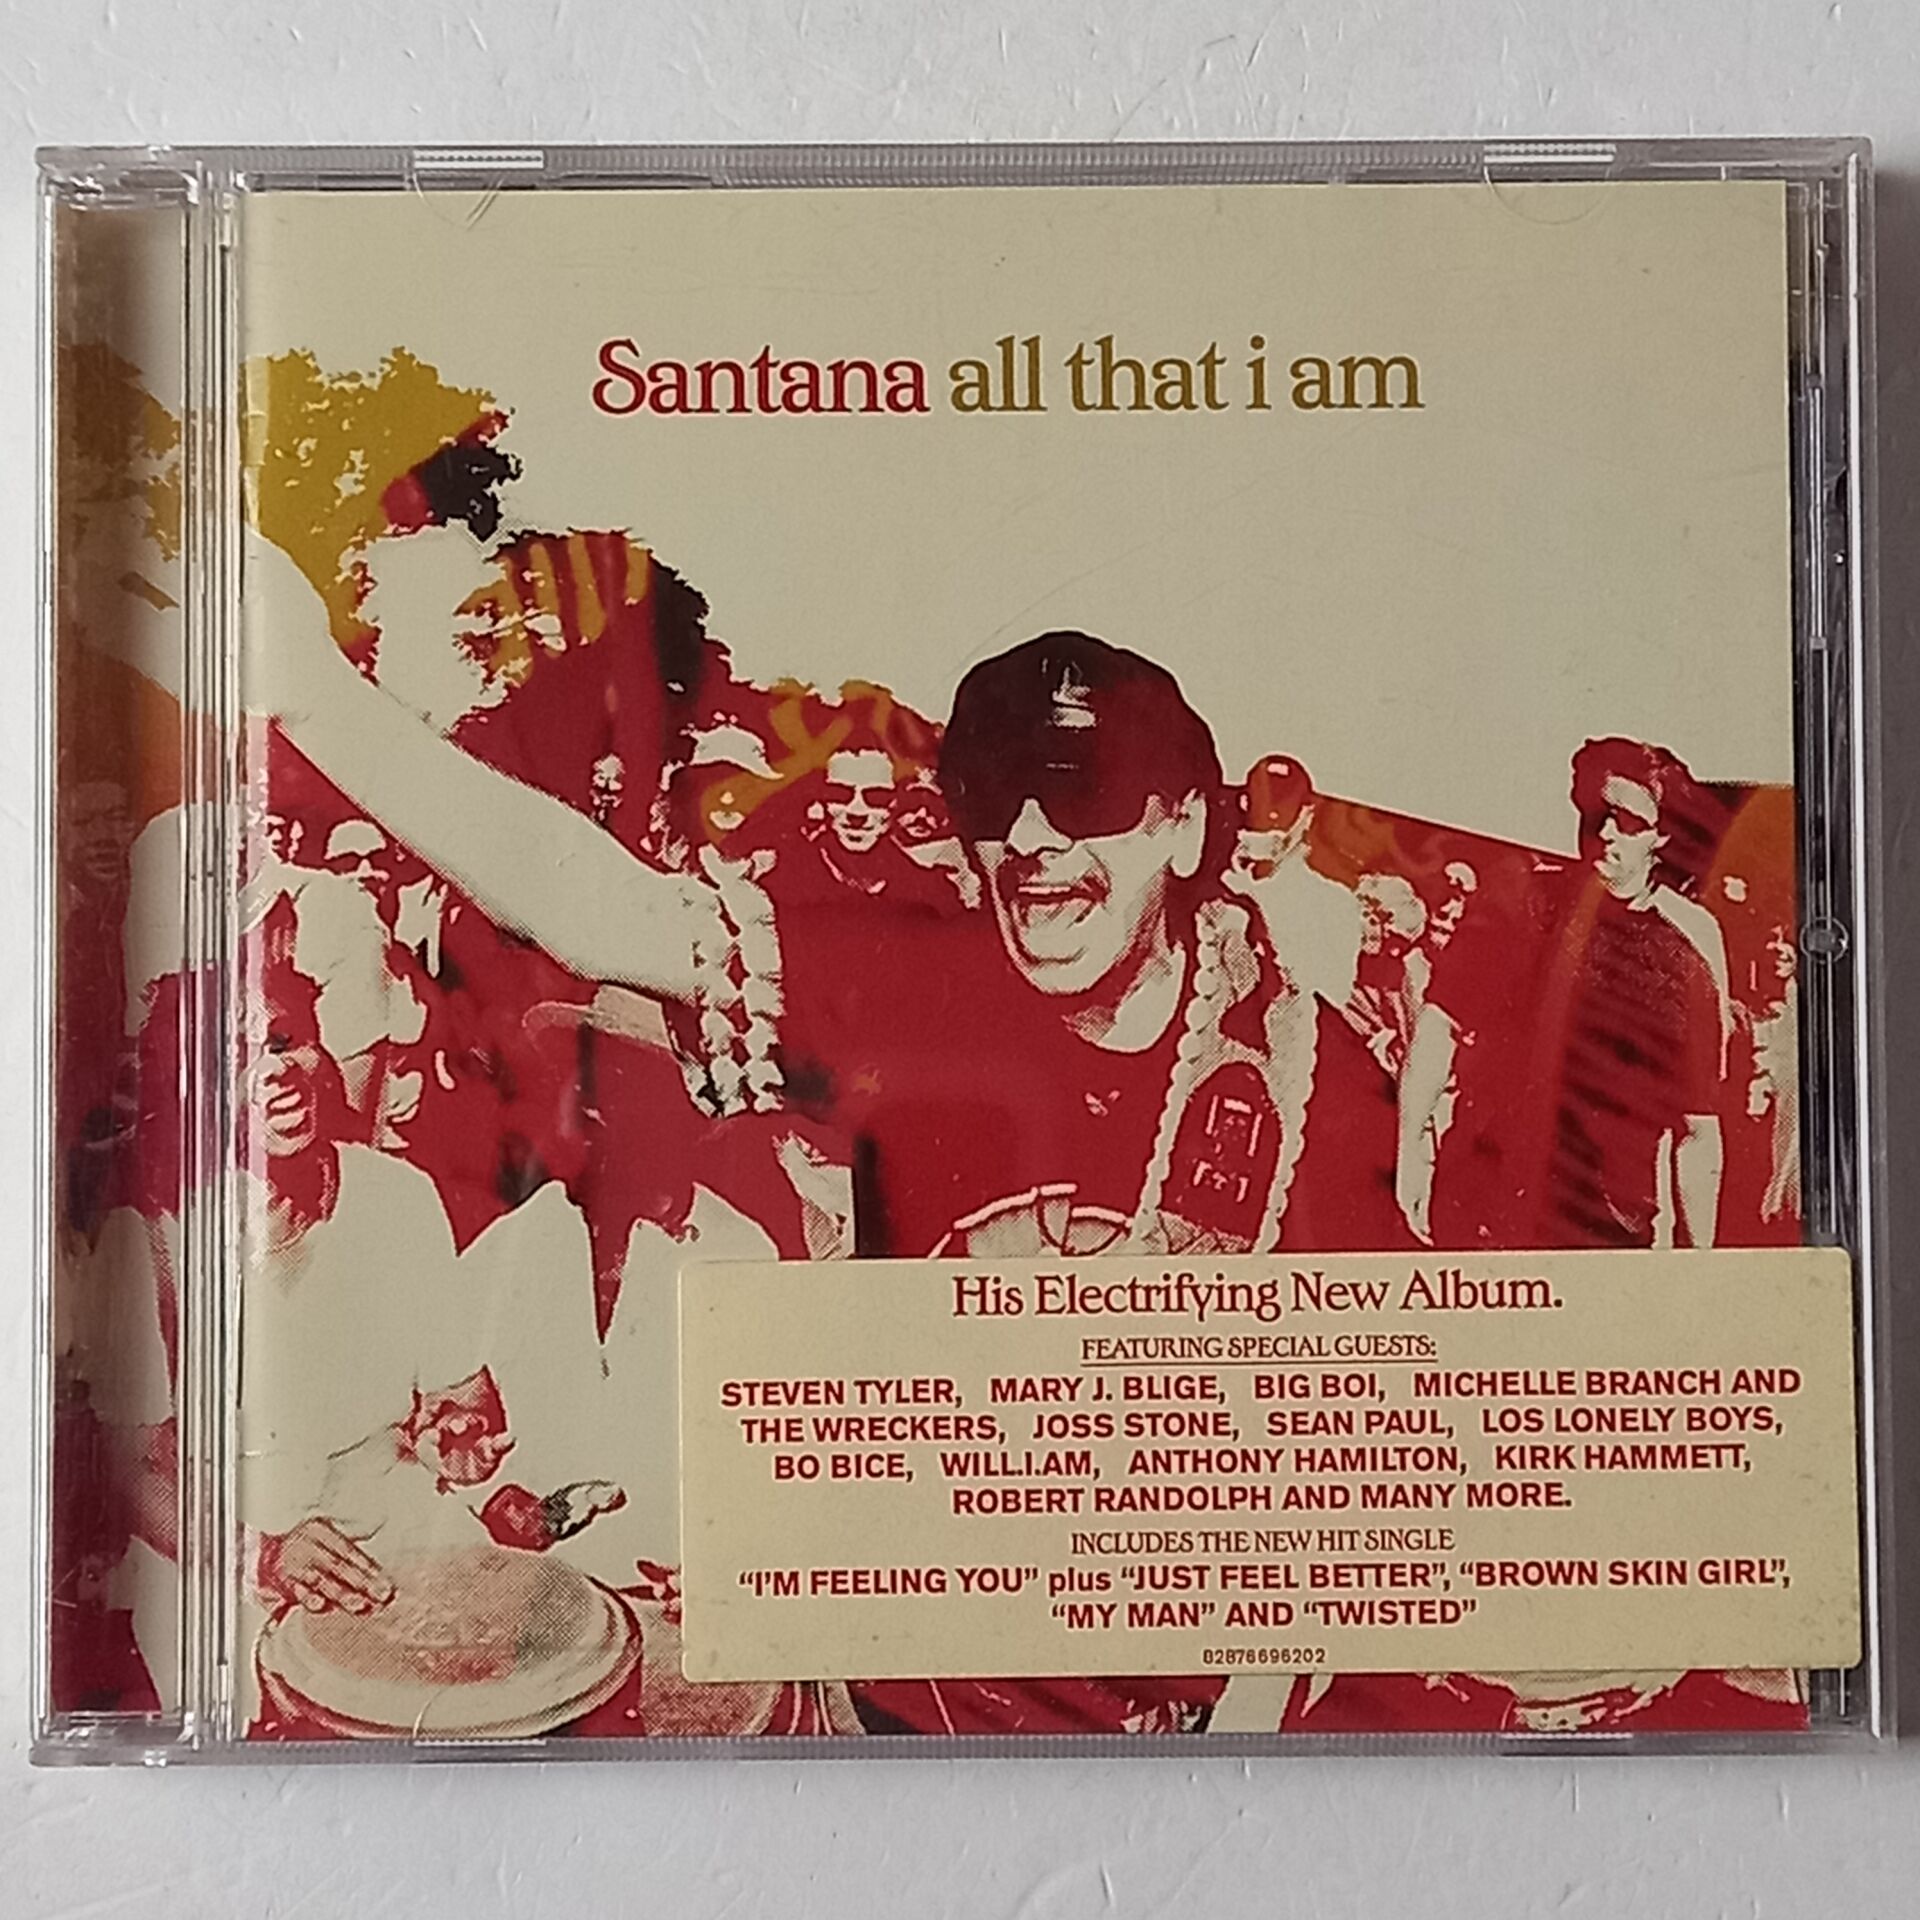 Santana all that i am
His Electrifying New Album.
FEATURING SPECIAL GUESTS:
STEVEN TYLER, MARY J. BLIGE, BIG BOI, MICHELLE BRANCH AND
THE WRECKERS, JOSS STONE, SEAN PAUL, LOS LONELY BOYS,
BO BICE, WILL.I.AM, ANTHONY HAMILTON, KIRK HAMMETT,
ROBERT RANDOLPH AND MANY MORE.
INCLUDES THE NEW HIT SINGLE
“I’M FEELING YOU” plus “JUST FEEL BETTER”, “BROWN SKIN GIRL”,
“MY MAN” AND “TWISTED”
82876696202